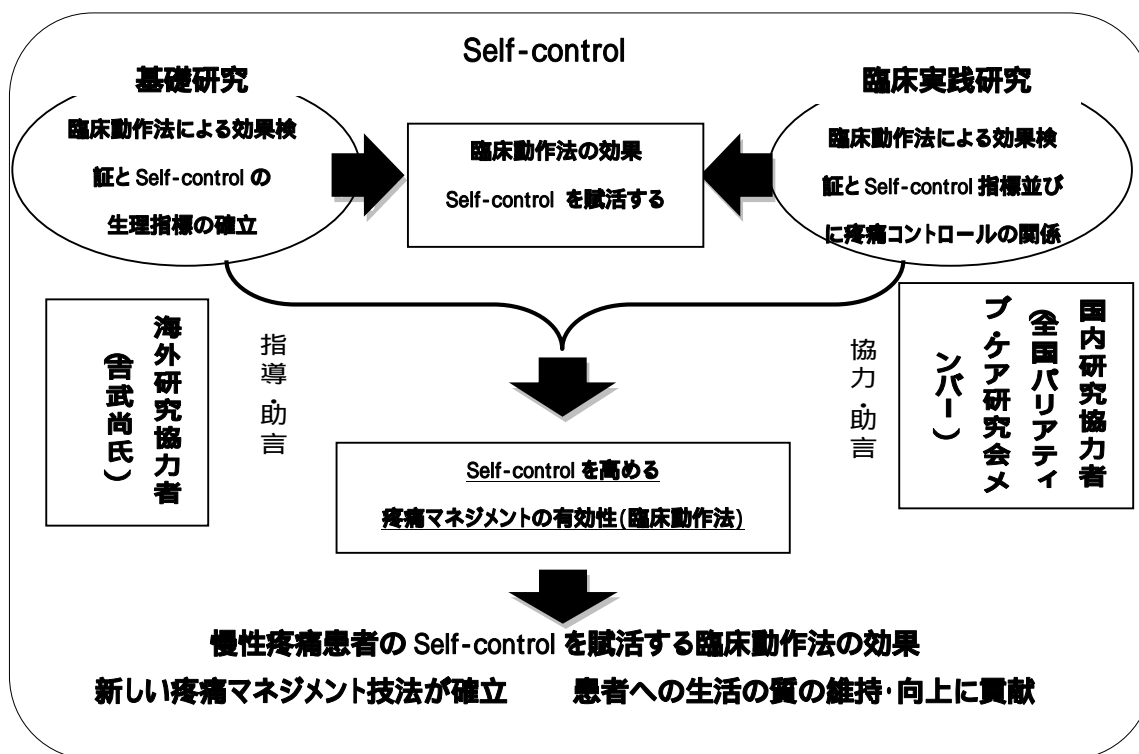 Self-control
基礎研究
臨床動作法による効果検
証と Self-control の
生理指標の確立
臨床動作法の効果
Self-control を賦活する
臨床実践研究
臨床動作法による効果検
証と Self-control 指標並び
に疼痛コントロールの関係
海外研究協力者
(吉武尚氏)
指導・助言
協力・助言
国内研究協力者
(全国パリアティ
ブ・ケア研究会メ
ンバー)
Self-control を高める
疼痛マネジメントの有効性(臨床動作法)
慢性疼痛患者の Self-control を賦活する臨床動作法の効果
新しい疼痛マネジメント技法が確立 患者への生活の質の維持・向上に貢献